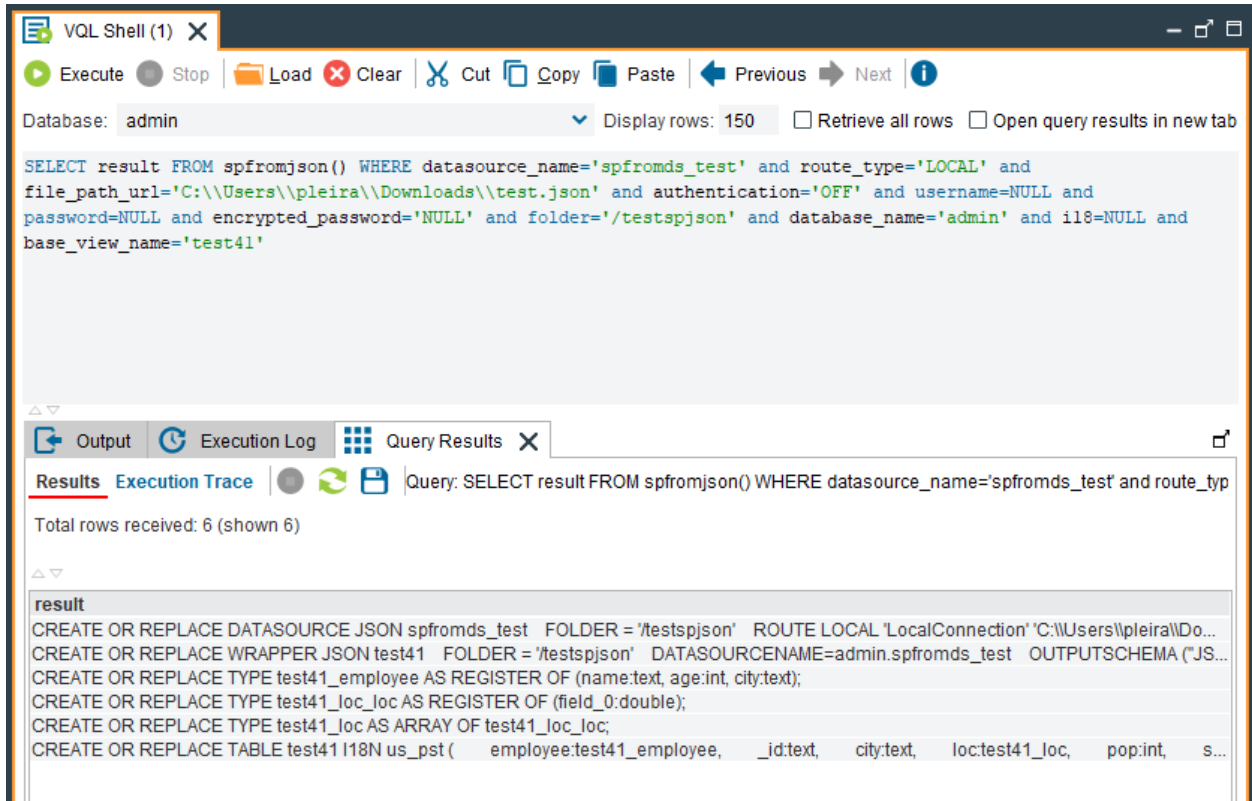 VQL Shell (1)
Execute Stop Load Clear Cut Copy Paste Previous Next
Database: admin Display rows: 150 Retrieve all rows Open query results in new tab
SELECT result FROM spfromjson() WHERE datasource_name='spfromds_test' and route_type='LOCAL' and
file_path_url='C:\\Users\\pleira\\Downloads\\test.json' and authentication='OFF' and username=NULL and
password=NULL and encrypted_password='NULL' and folder='/testspjson' and database_name='admin' and i18=NULL and
base_view_name='test41'
Output Execution Log Query Results
Results Execution Trace Query: SELECT result FROM spfromjson() WHERE datasource_name='spfromds_test' and route_typ
Total rows received: 6 (shown 6)
result
CREATE OR REPLACE DATASOURCE JSON spfromds_test FOLDER = '/testspjson' ROUTE LOCAL 'LocalConnection' 'C:\\Users\\pleira\\Do...
CREATE OR REPLACE WRAPPER JSON test41 FOLDER = '/testspjson' DATASOURCENAME=admin.spfromds_test OUTPUTSCHEMA ("JS...
CREATE OR REPLACE TYPE test41_employee AS REGISTER OF (name:text, age:int, city:text);
CREATE OR REPLACE TYPE test41_loc_loc AS REGISTER OF (field_0:double);
CREATE OR REPLACE TYPE test41_loc AS ARRAY OF test41_loc_loc;
CREATE OR REPLACE TABLE test41 I18N us_pst ( employee:test41_employee, _id:text, city:text, loc:test41_loc, pop:int, s...